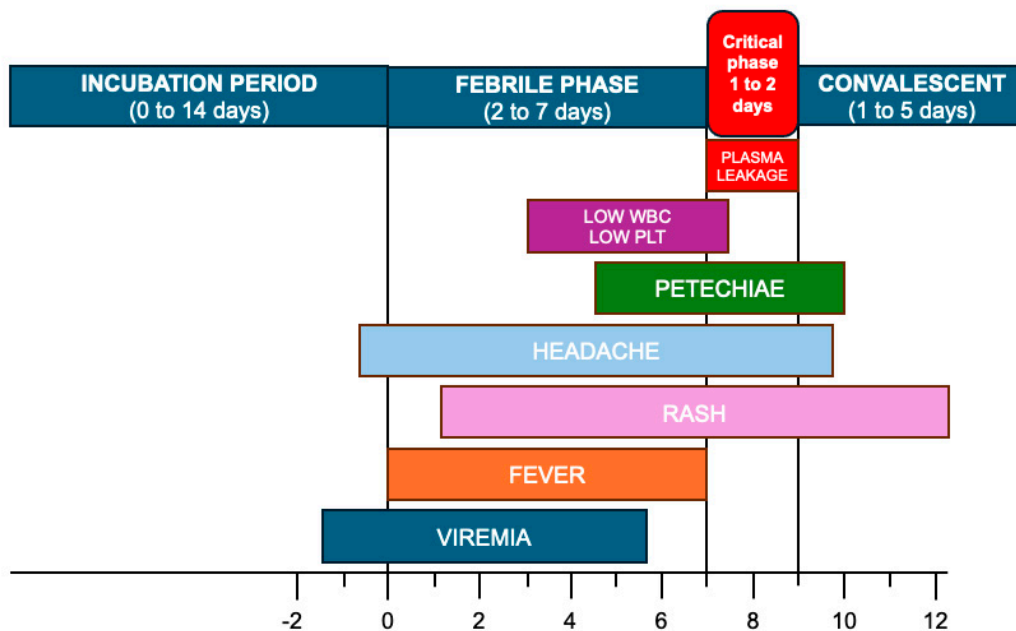 INCUBATION PERIOD
(0 to 14 days)
FEBRILE PHASE
(2 to 7 days)
Critical
phase
1 to 2
days
CONVALESCENT
(1 to 5 days)
PLASMA
LEAKAGE
LOW WBC
LOW PLT
PETECHIAE
HEADACHE
RASH
FEVER
VIREMIA
-2 0 2 4 6 8 10 12